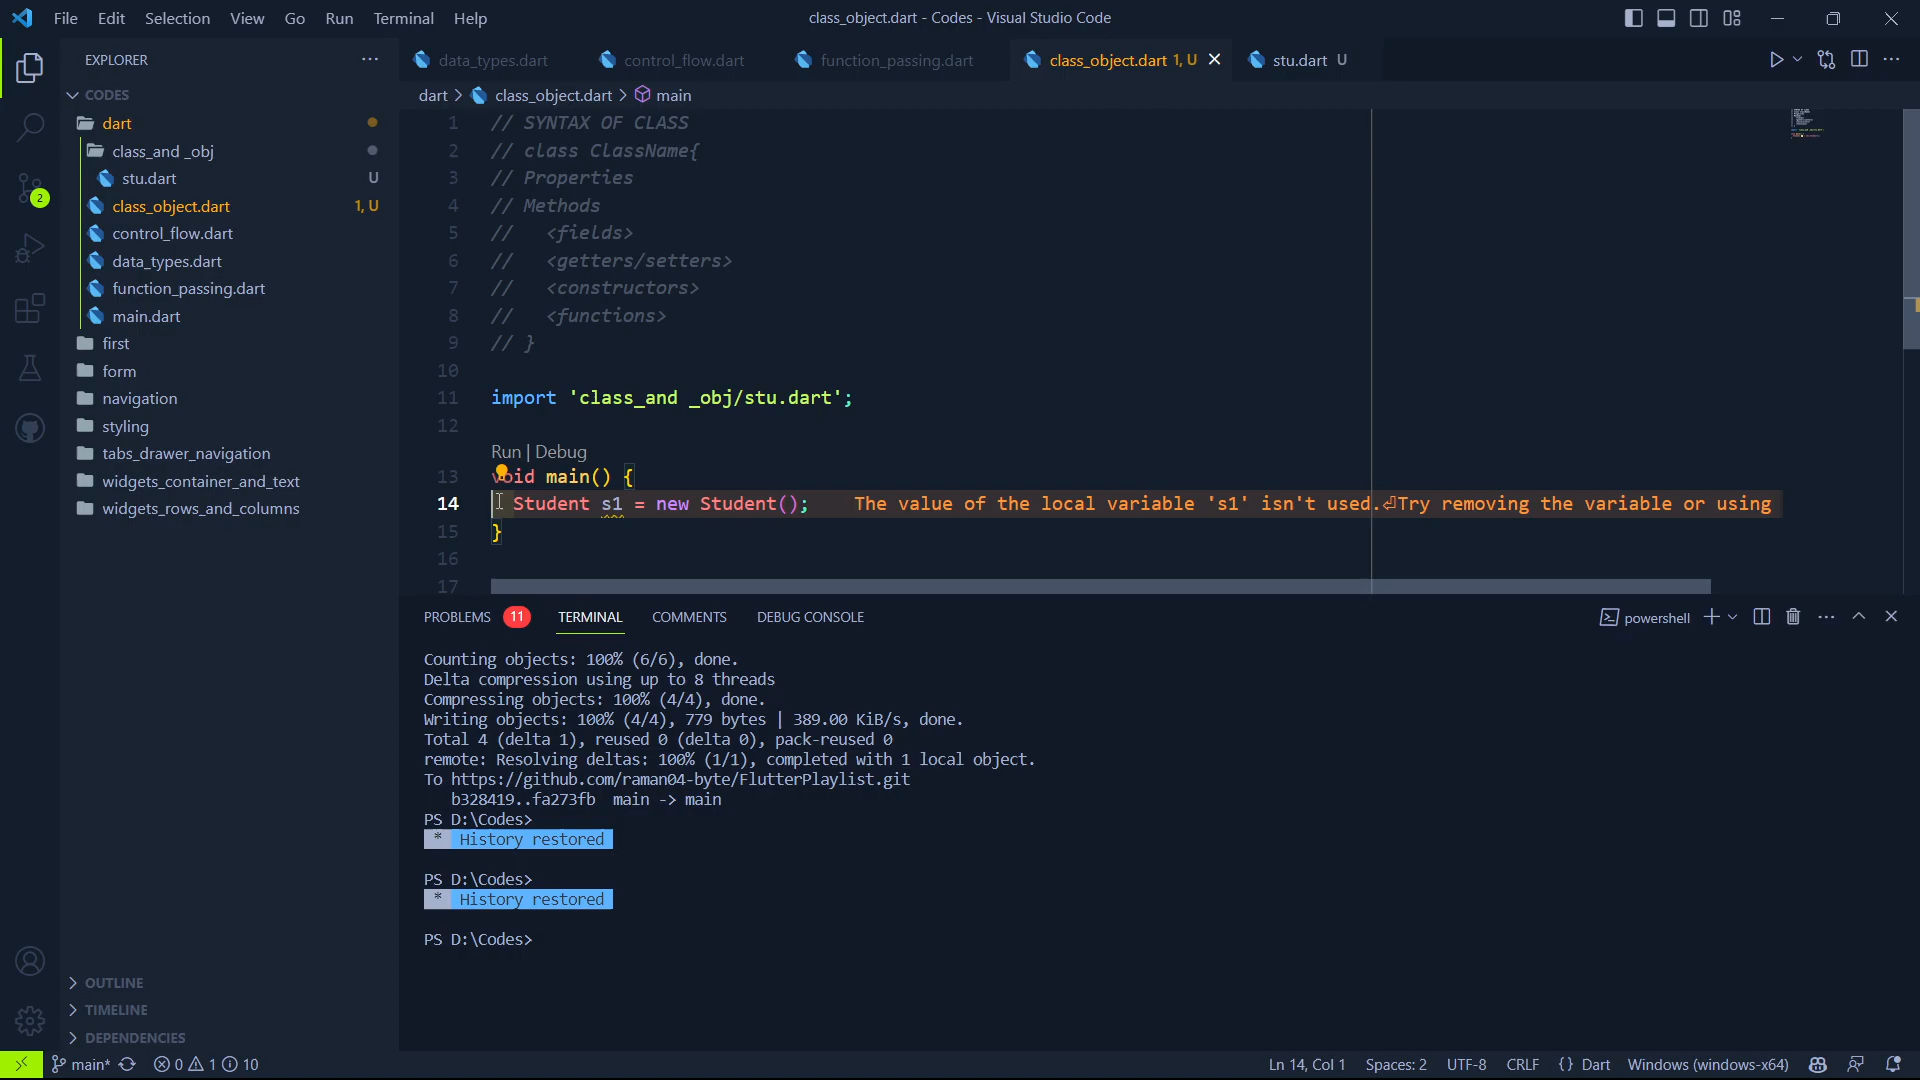 File Edit Selection View Go Run Terminal Help
class_object.dart - Codes - Visual Studio Code
EXPLORER
CODES
dart
class_and _obj
stu.dart U
class_object.dart 1, U
control_flow.dart
data_types.dart
function_passing.dart
main.dart
first
form
navigation
styling
tabs_drawer_navigation
widgets_container_and_text
widgets_rows_and_columns
OUTLINE
TIMELINE
DEPENDENCIES
2
data_types.dart control_flow.dart function_passing.dart class_object.dart 1, U stu.dart U
dart > class_object.dart > main
1 // SYNTAX OF CLASS
2 // class ClassName{
3 // Properties
4 // Methods
5 //   <fields>
6 //   <getters/setters>
7 //   <constructors>
8 //   <functions>
9 // }
10
11 import 'class_and _obj/stu.dart';
12
Run | Debug
13 void main() {
14   Student s1 = new Student();    The value of the local variable 's1' isn't used.⏎Try removing the variable or using
15 }
16
17
PROBLEMS 11 TERMINAL COMMENTS DEBUG CONSOLE
powershell
Counting objects: 100% (6/6), done.
Delta compression using up to 8 threads
Compressing objects: 100% (4/4), done.
Writing objects: 100% (4/4), 779 bytes | 389.00 KiB/s, done.
Total 4 (delta 1), reused 0 (delta 0), pack-reused 0
remote: Resolving deltas: 100% (1/1), completed with 1 local object.
To https://github.com/raman04-byte/FlutterPlaylist.git
   b328419..fa273fb  main -> main
PS D:\Codes>
 *  History restored
PS D:\Codes>
 *  History restored
PS D:\Codes>
main* 0 1 10
Ln 14, Col 1 Spaces: 2 UTF-8 CRLF {} Dart Windows (windows-x64)